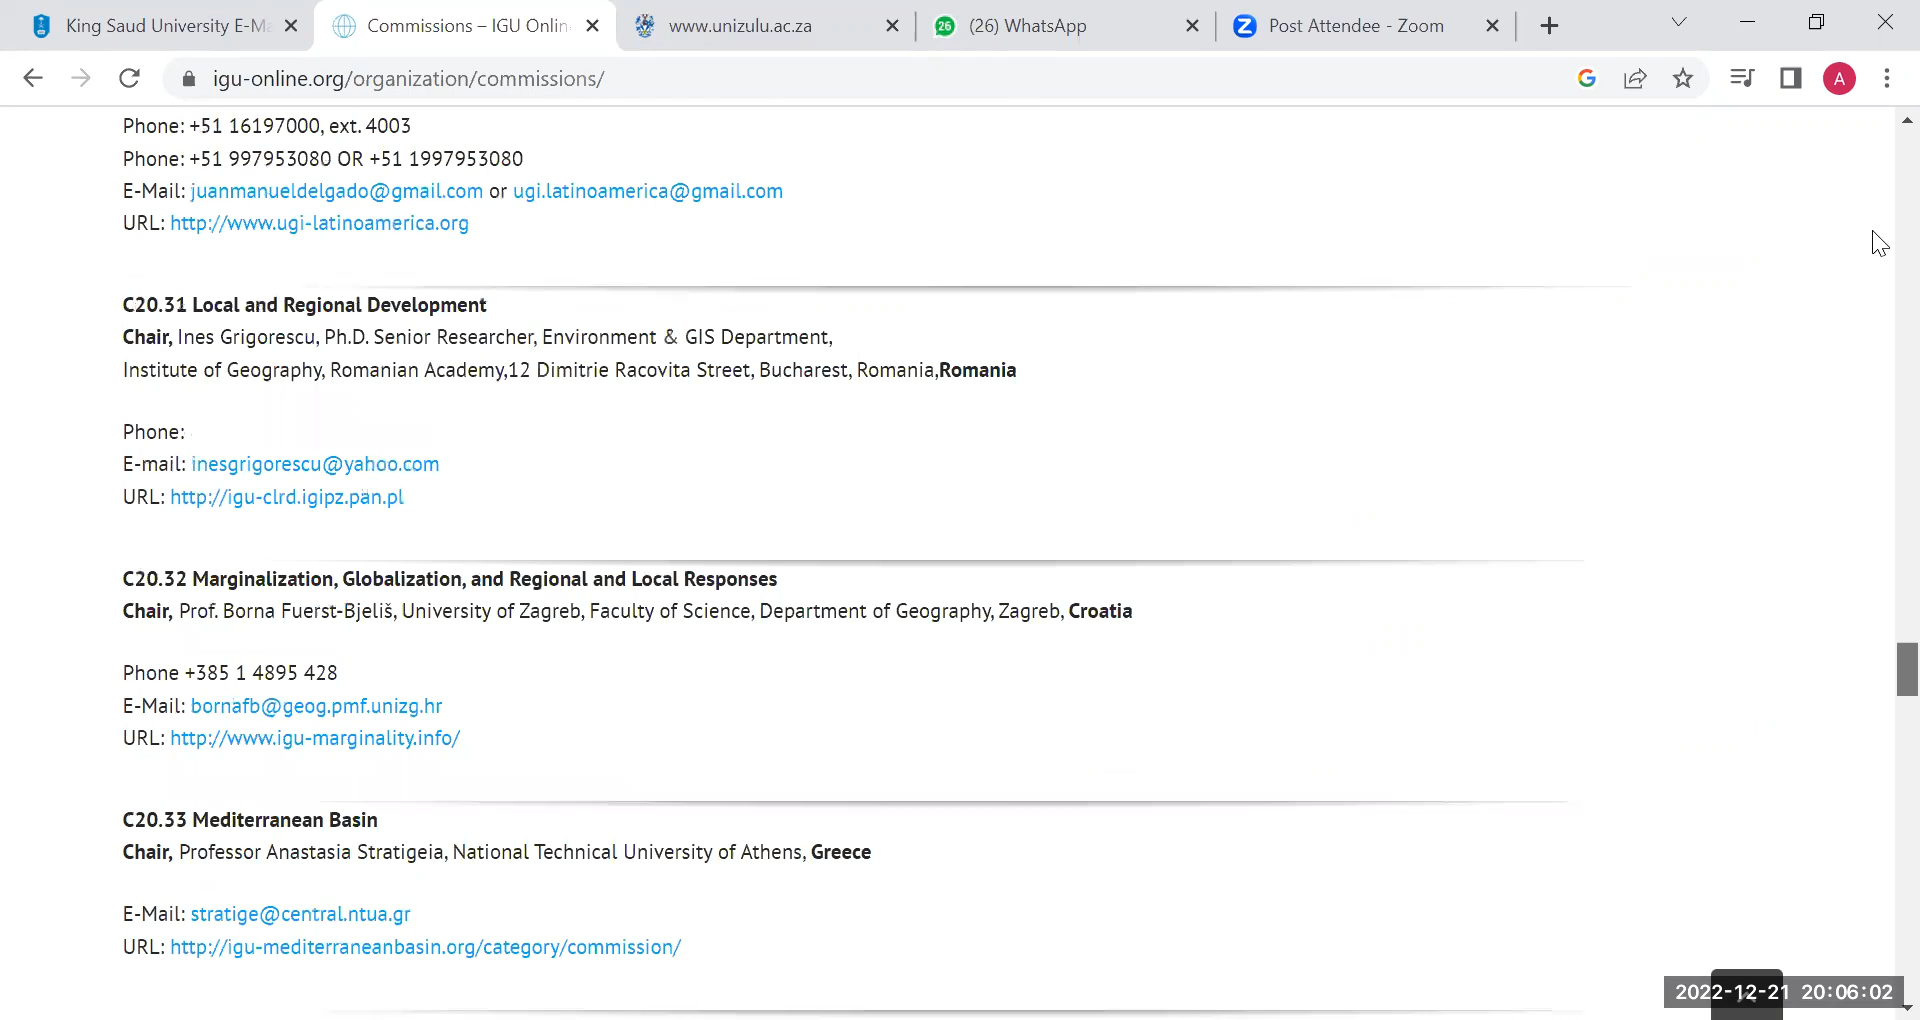 King Saud University E-Ma
Commissions – IGU Onlin
www.unizulu.ac.za
26
(26) WhatsApp
Z
Post Attendee - Zoom
igu-online.org/organization/commissions/
G
A
Phone: +51 16197000, ext. 4003
Phone: +51 997953080 OR +51 1997953080
E-Mail: juanmanueldelgado@gmail.com or ugi.latinoamerica@gmail.com
URL: http://www.ugi-latinoamerica.org
C20.31 Local and Regional Development
Chair, Ines Grigorescu, Ph.D. Senior Researcher, Environment & GIS Department,
Institute of Geography, Romanian Academy,12 Dimitrie Racovita Street, Bucharest, Romania,Romania
Phone:
E-mail: inesgrigorescu@yahoo.com
URL: http://igu-clrd.igipz.pan.pl
C20.32 Marginalization, Globalization, and Regional and Local Responses
Chair, Prof. Borna Fuerst-Bjeliš, University of Zagreb, Faculty of Science, Department of Geography, Zagreb, Croatia
Phone +385 1 4895 428
E-Mail: bornafb@geog.pmf.unizg.hr
URL: http://www.igu-marginality.info/
C20.33 Mediterranean Basin
Chair, Professor Anastasia Stratigeia, National Technical University of Athens, Greece
E-Mail: stratige@central.ntua.gr
URL: http://igu-mediterraneanbasin.org/category/commission/
2022-12-21 20:06:02